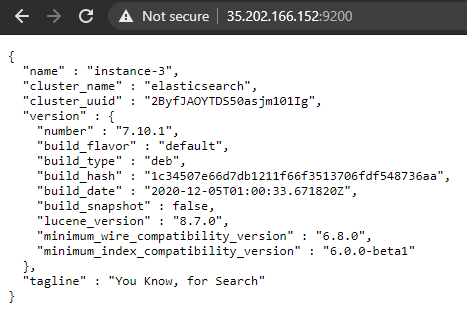 Not secure | 35.202.166.152:9200
{
"name" : "instance-3",
"cluster_name" : "elasticsearch",
"cluster_uuid" : "2ByfJAOYTDS50asjm101Ig",
"version" : {
"number" : "7.10.1",
"build_flavor" : "default",
"build_type" : "deb",
"build_hash" : "1c34507e66d7db1211f66f3513706fdf548736aa",
"build_date" : "2020-12-05T01:00:33.671820Z",
"build_snapshot" : false,
"lucene_version" : "8.7.0",
"minimum_wire_compatibility_version" : "6.8.0",
"minimum_index_compatibility_version" : "6.0.0-beta1"
},
"tagline" : "You Know, for Search"
}